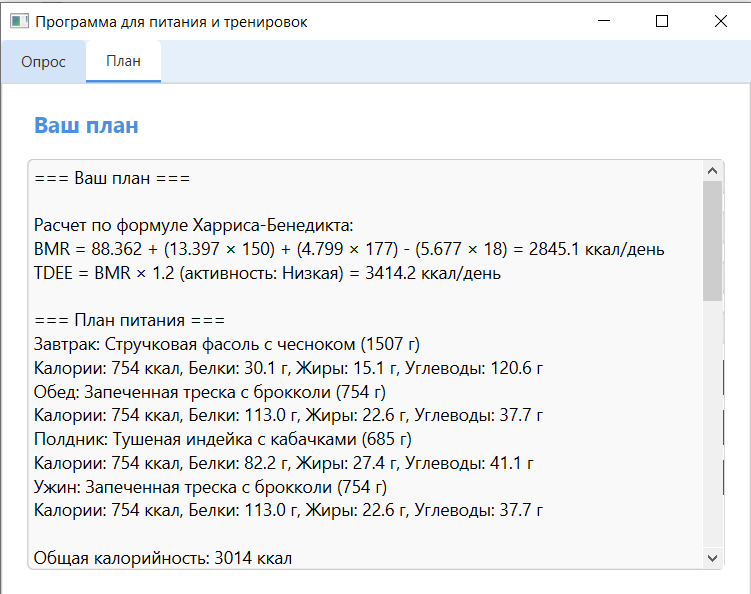 Программа для питания и тренировок
Опрос
План
Ваш план
=== Ваш план ===
Расчет по формуле Харриса-Бенедикта:
BMR = 88.362 + (13.397 × 150) + (4.799 × 177) - (5.677 × 18) = 2845.1 ккал/день
TDEE = BMR × 1.2 (активность: Низкая) = 3414.2 ккал/день
=== План питания ===
Завтрак: Стручковая фасоль с чесноком (1507 г)
Калории: 754 ккал, Белки: 30.1 г, Жиры: 15.1 г, Углеводы: 120.6 г
Обед: Запеченная треска с брокколи (754 г)
Калории: 754 ккал, Белки: 113.0 г, Жиры: 22.6 г, Углеводы: 37.7 г
Полдник: Тушеная индейка с кабачками (685 г)
Калории: 754 ккал, Белки: 82.2 г, Жиры: 27.4 г, Углеводы: 41.1 г
Ужин: Запеченная треска с брокколи (754 г)
Калории: 754 ккал, Белки: 113.0 г, Жиры: 22.6 г, Углеводы: 37.7 г
Общая калорийность: 3014 ккал